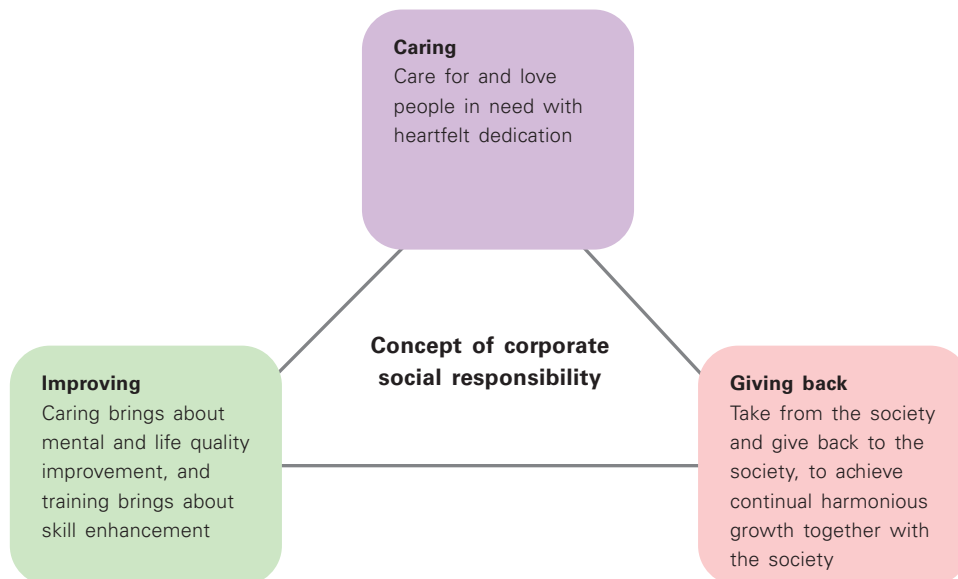 Caring
Care for and love
people in need with
heartfelt dedication
Concept of corporate
social responsibility
Improving
Caring brings about
mental and life quality
improvement, and
training brings about
skill enhancement
Giving back
Take from the society
and give back to the
society, to achieve
continual harmonious
growth together with
the society